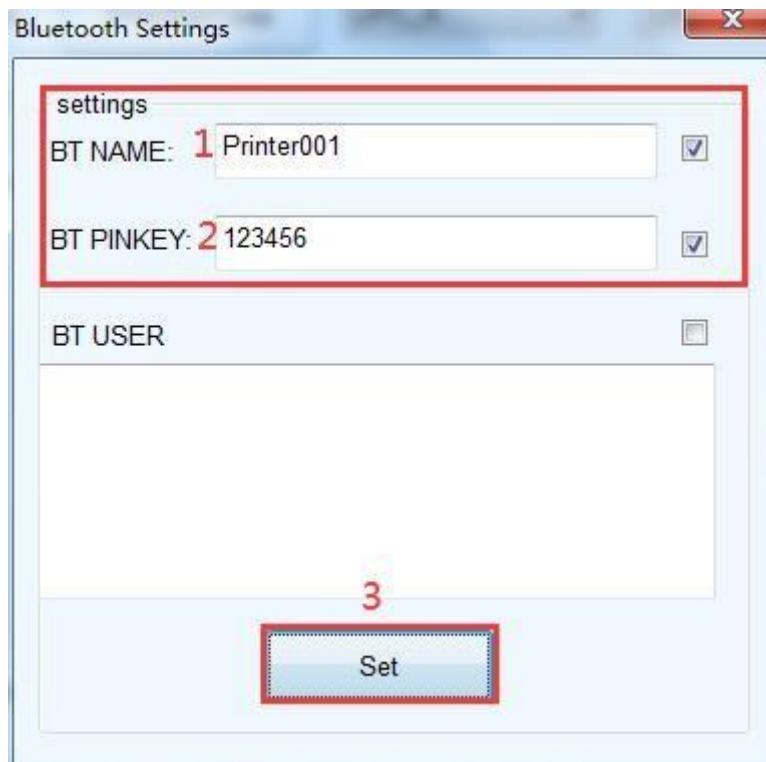 Bluetooth Settings
settings
BT NAME: 1 Printer001
BT PINKEY: 2 123456
BT USER
3
Set